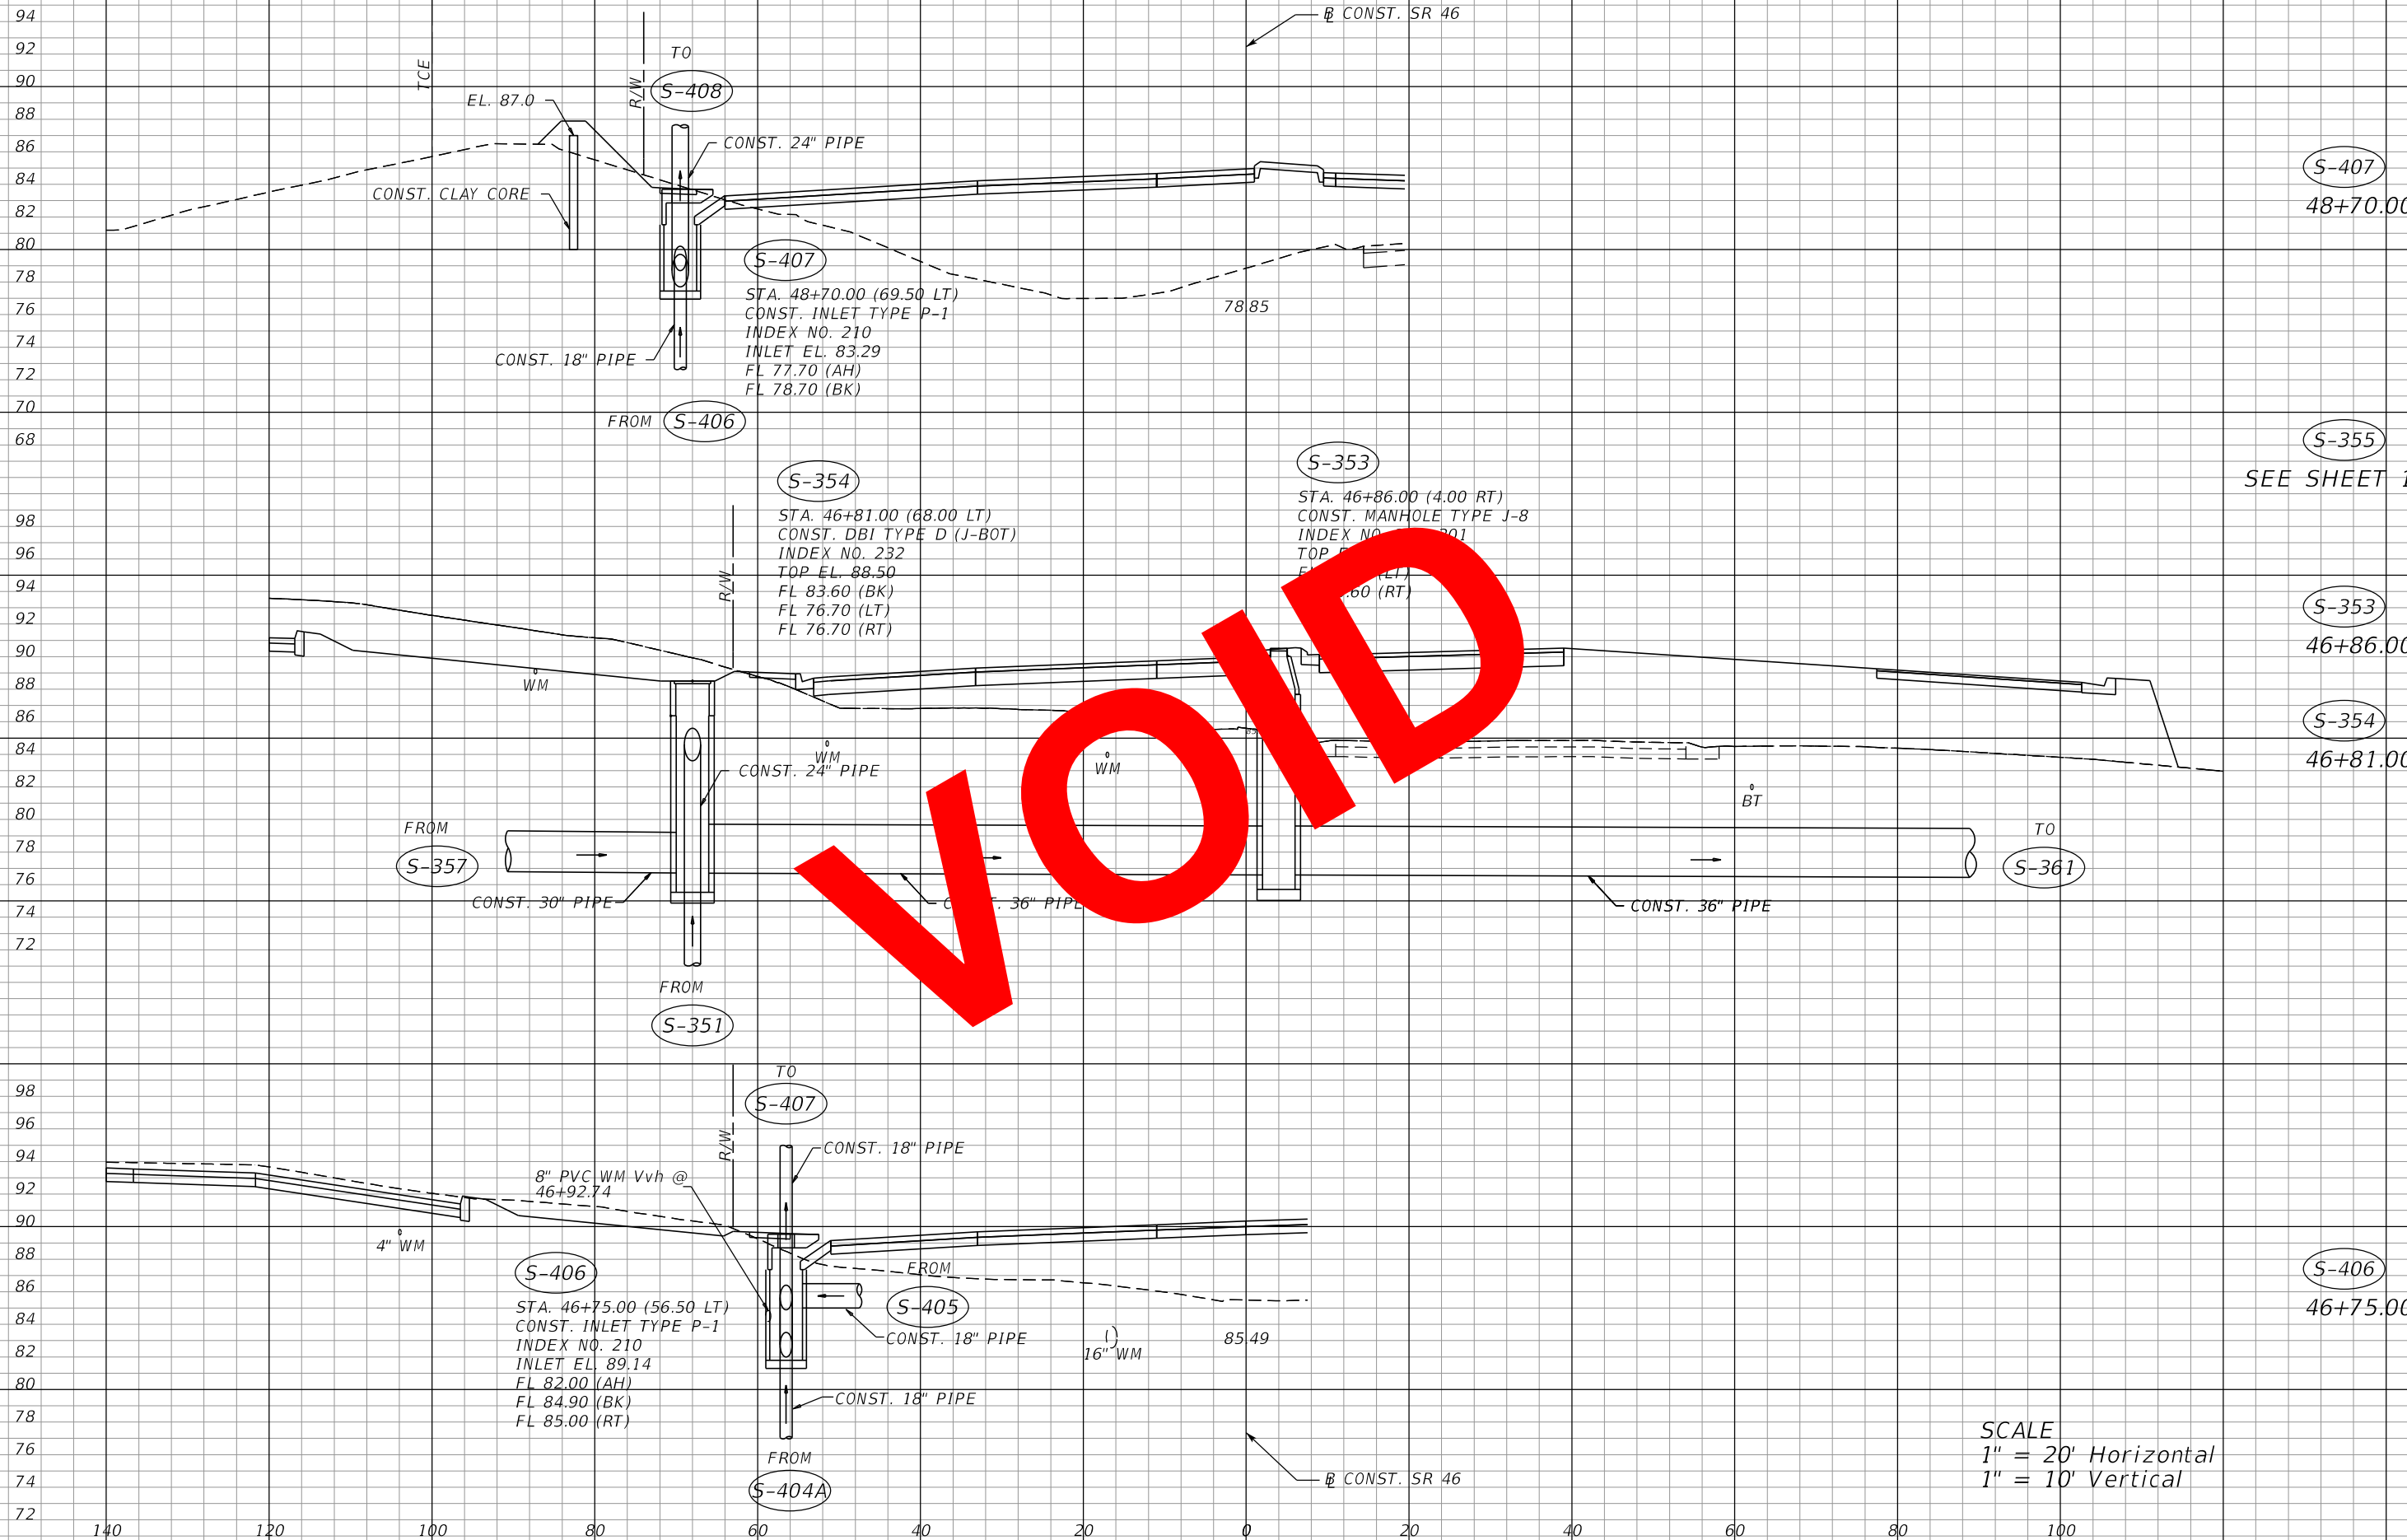 94
92
90
88
86
84
82
80
78
76
74
72
70
68
TCE
R/W
TO
S-408
EL. 87.0
CONST. 24" PIPE
CONST. CLAY CORE
S-407
STA. 48+70.00 (69.50 LT)
CONST. INLET TYPE P-1
INDEX NO. 210
INLET EL. 83.29
FL 77.70 (AH)
FL 78.70 (BK)
CONST. 18" PIPE
FROM S-406
B CONST. SR 46
78.85
S-407
48+70.00
S-355
SEE SHEET
98
96
94
92
90
88
86
84
82
80
78
76
74
72
S-354
STA. 46+81.00 (68.00 LT)
CONST. DBI TYPE D (J-BOT)
INDEX NO. 232
TOP EL. 88.50
FL 83.60 (BK)
FL 76.70 (LT)
FL 76.70 (RT)
R/W
S-353
STA. 46+86.00 (4.00 RT)
CONST. MANHOLE TYPE J-8
INDEX
TOP
(RT)
VOID
WM
WM
WM
BT
CONST. 24" PIPE
FROM
S-357
CONST. 30" PIPE
36" PIPE
CONST. 36" PIPE
TO
S-361
FROM
S-351
S-353
46+86.00
S-354
46+81.00
98
96
94
92
90
88
86
84
82
80
78
76
74
72
TO
S-407
R/W
CONST. 18" PIPE
8" PVC WM Vvh @
46+92.74
4" WM
S-406
STA. 46+75.00 (56.50 LT)
CONST. INLET TYPE P-1
INDEX NO. 210
INLET EL. 89.14
FL 82.00 (AH)
FL 84.90 (BK)
FL 85.00 (RT)
FROM
S-405
CONST. 18" PIPE
16" WM
85.49
CONST. 18" PIPE
FROM
S-404A
B CONST. SR 46
S-406
46+75.00
SCALE
1" = 20' Horizontal
1" = 10' Vertical
140 120 100 80 60 40 20 0 20 40 60 80 100